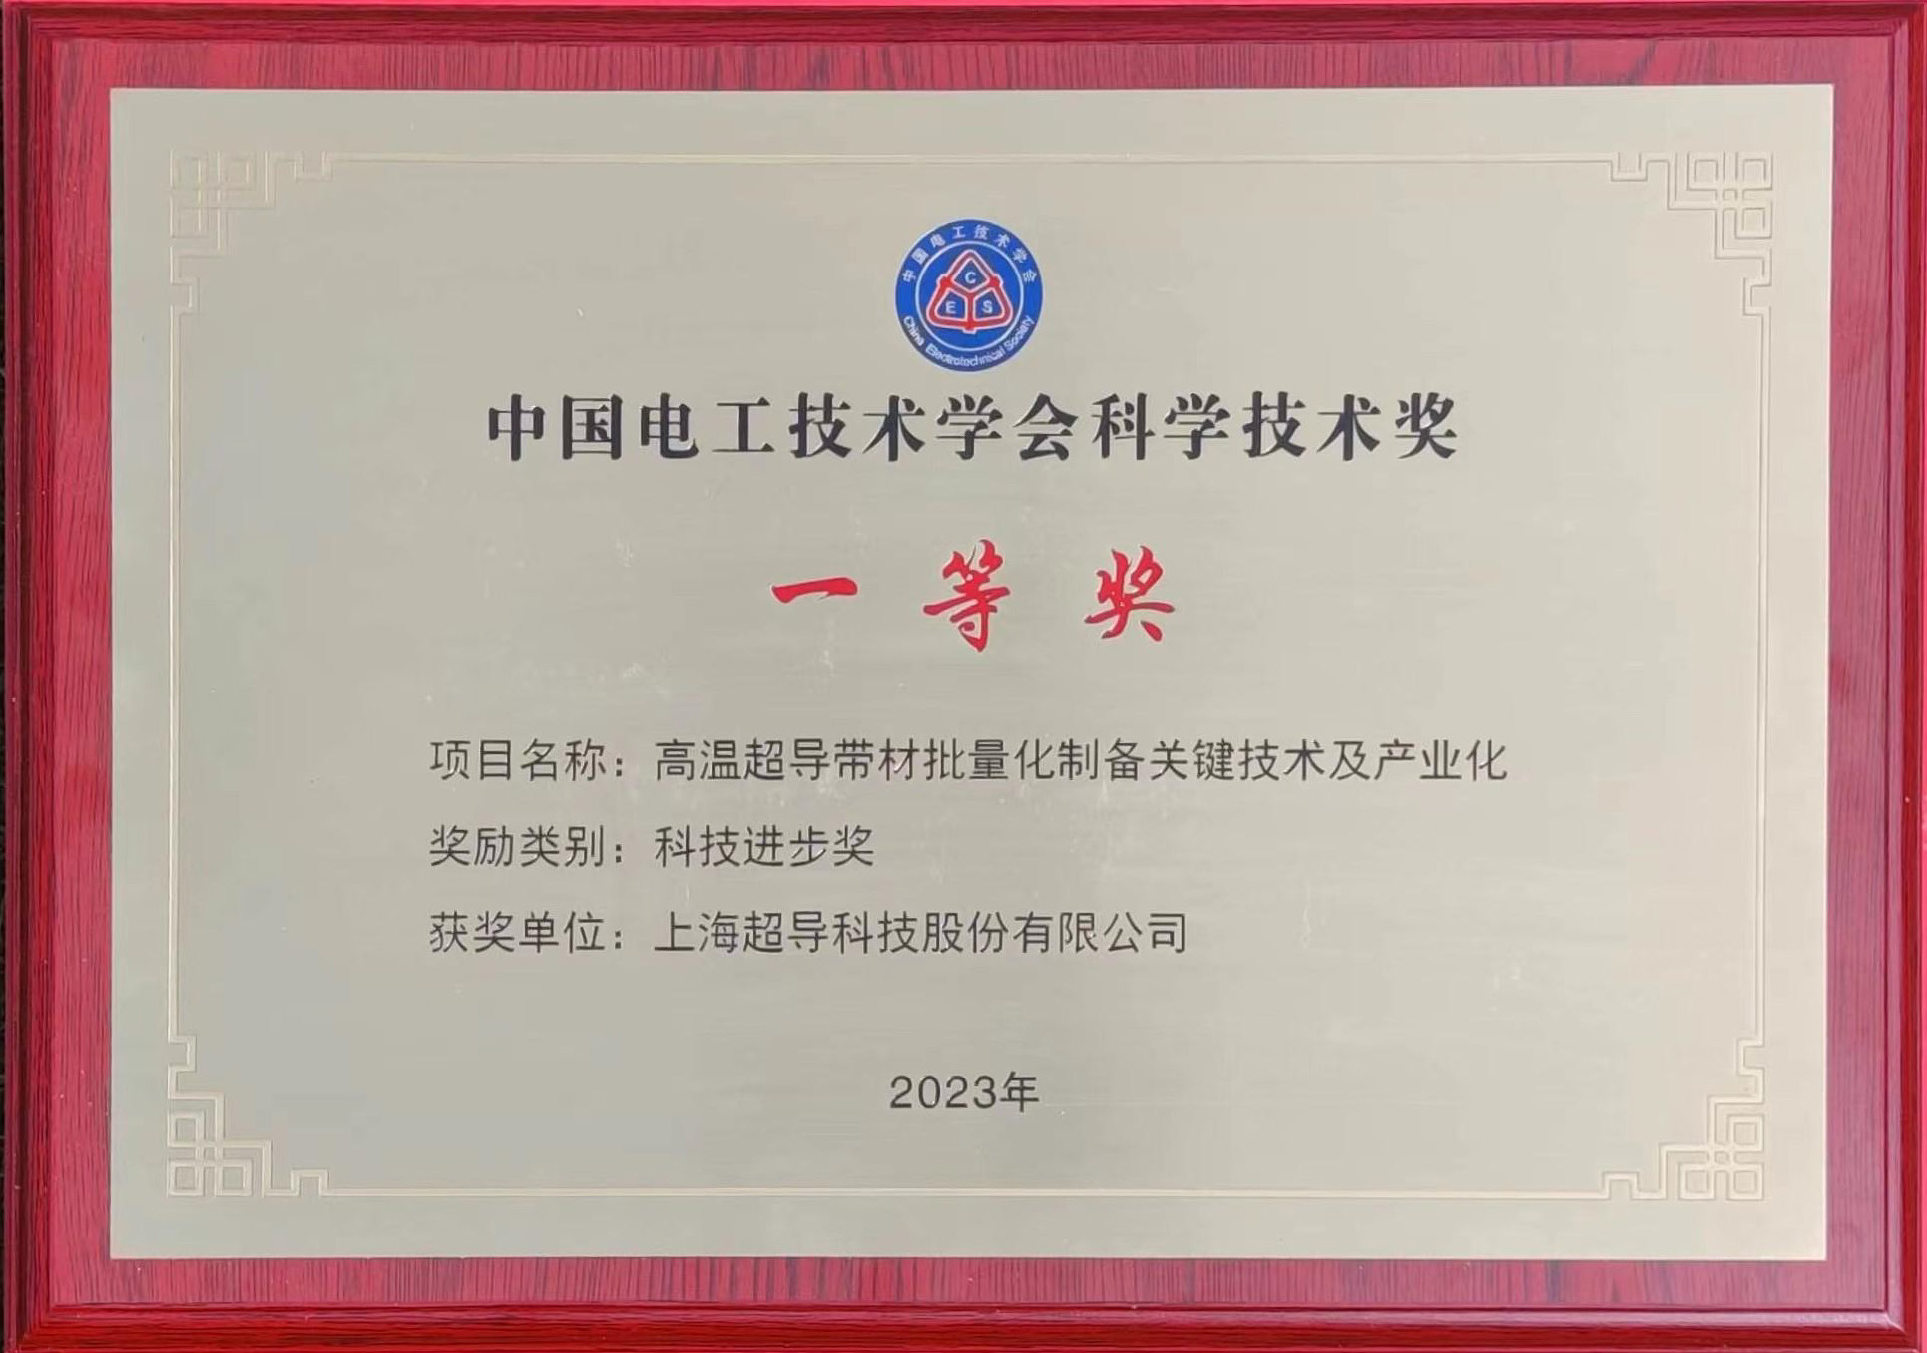 中国电工技术学会
C
E S
China Electrotechnical Society
中国电工技术学会科学技术奖
一等奖
项目名称：高温超导带材批量化制备关键技术及产业化
奖励类别：科技进步奖
获奖单位：上海超导科技股份有限公司
2023年